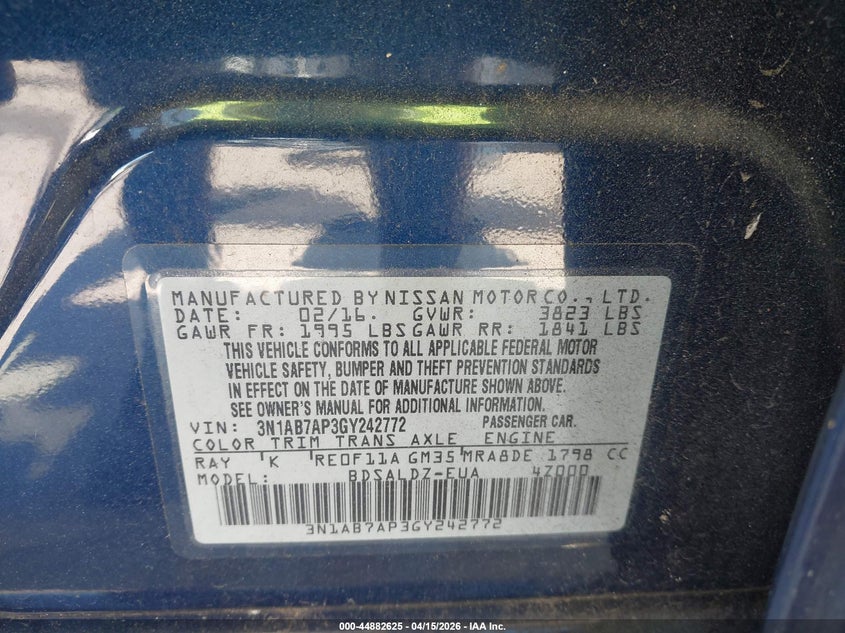 MANUFACTURED BY NISSAN MOTOR CO., LTD.
DATE: 02/16. GVWR: 3823 LBS
GAWR FR: 1995 LBS GAWR RR: 1841 LBS
THIS VEHICLE CONFORMS TO ALL APPLICABLE FEDERAL MOTOR
VEHICLE SAFETY, BUMPER AND THEFT PREVENTION STANDARDS
IN EFFECT ON THE DATE OF MANUFACTURE SHOWN ABOVE.
SEE OWNER'S MANUAL FOR ADDITIONAL INFORMATION.
VIN: 3N1AB7AP3GY242772 PASSENGER CAR.
COLOR TRIM TRANS AXLE ENGINE
RAY K RE0F11A GM35 MRA8DE 1798 CC
MODEL: BDSALDZ-EUA 4Z000
3N1AB7AP3GY242772
000-44882625 - 04/15/2026 - IAA Inc.